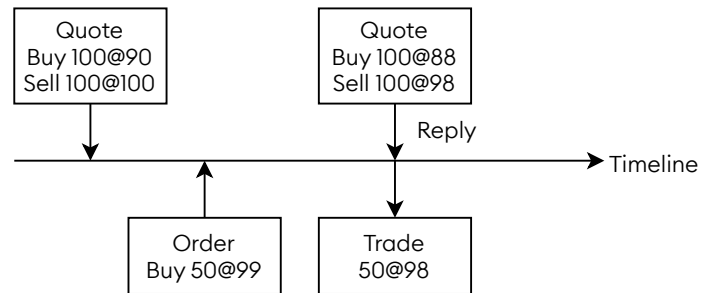 Quote
Buy 100@90
Sell 100@100
Quote
Buy 100@88
Sell 100@98
Reply
Timeline
Order
Buy 50@99
Trade
50@98